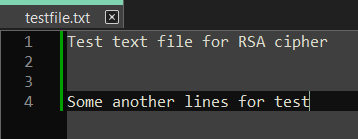 testfile.txt
1 Test text file for RSA cipher
2
3
4 Some another lines for test